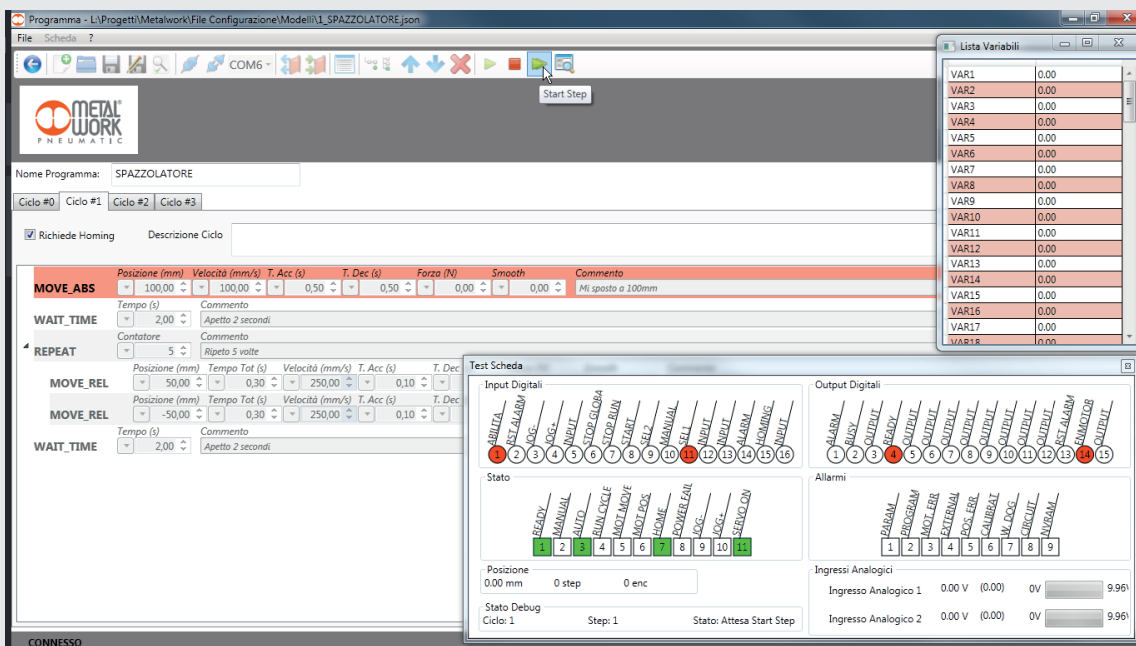 Programma - L:\Progetti\Metalwork\File Configurazione\Modelli\1_SPAZZOLATORE.json
File Scheda ?
COM6
Start Step
METAL WORK
PNEUMATIC
Nome Programma: SPAZZOLATORE
Ciclo #0 Ciclo #1 Ciclo #2 Ciclo #3
Richiede Homing Descrizione Ciclo
Posizione (mm) Velocità (mm/s) T. Acc (s) T. Dec (s) Forza (N) Smooth Commento
MOVE_ABS 100,00 100,00 0,50 0,50 0,00 0,00 Mi sposto a 100mm
Tempo (s) Commento
WAIT_TIME 2,00 Apetto 2 secondi
Contatore Commento
REPEAT 5 Ripeto 5 volte
Posizione (mm) Tempo Tot (s) Velocità (mm/s) T. Acc (s) T. Dec
MOVE_REL 50,00 0,30 250,00 0,10
Posizione (mm) Tempo Tot (s) Velocità (mm/s) T. Acc (s) T. Dec
MOVE_REL -50,00 0,30 250,00 0,10
Tempo (s) Commento
WAIT_TIME 2,00 Apetto 2 secondi
CONNESSO
Lista Variabili
VAR1 0.00
VAR2 0.00
VAR3 0.00
VAR4 0.00
VAR5 0.00
VAR6 0.00
VAR7 0.00
VAR8 0.00
VAR9 0.00
VAR10 0.00
VAR11 0.00
VAR12 0.00
VAR13 0.00
VAR14 0.00
VAR15 0.00
VAR16 0.00
VAR17 0.00
VAR18 0.00
Test Scheda
Input Digitali
ABILITA RST ALARM JOG- JOG+ INPUT STOP GLOBA STOP RUN START SEL2 MANUAL SEL1 INPUT INPUT ALARM HOMING INPUT
1 2 3 4 5 6 7 8 9 10 11 12 13 14 15 16
Output Digitali
ALARM BUSY OUTPUT READY OUTPUT OUTPUT OUTPUT OUTPUT OUTPUT OUTPUT OUTPUT OUTPUT RST ALARM ENMOTOR OUTPUT
1 2 3 4 5 6 7 8 9 10 11 12 13 14 15
Stato
READY MANUAL AUTO RUN CYCLE MOT MOVE MOT POS HOME POWER FAIL JOG- JOG+ SERVO ON
1 2 3 4 5 6 7 8 9 10 11
Allarmi
PARAM PROGRAM MOT. ERR EXTERNAL POS. ERR CALIBRAT W. DOG CIRCUIT NVRAM
1 2 3 4 5 6 7 8 9
Posizione
0.00 mm 0 step 0 enc
Stato Debug
Ciclo: 1 Step: 1 Stato: Attesa Start Step
Ingressi Analogici
Ingresso Analogico 1 0.00 V (0.00) 0V 9.96V
Ingresso Analogico 2 0.00 V (0.00) 0V 9.96V